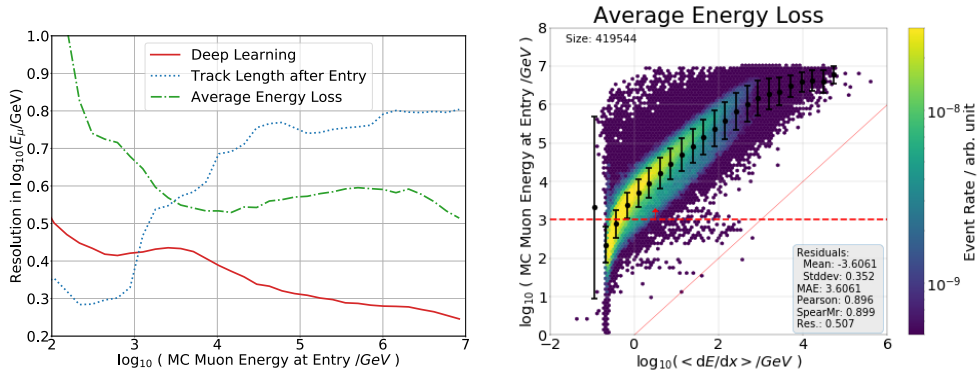 1.0
0.9
0.8
0.7
0.6
0.5
0.4
0.3
0.2
Resolution in log10(Eμ/GeV)
Deep Learning
Track Length after Entry
Average Energy Loss
2 3 4 5 6 7
log10 ( MC Muon Energy at Entry /GeV )
Average Energy Loss
Size: 419544
8
7
6
5
4
3
2
1
0
log10 ( MC Muon Energy at Entry /GeV )
Residuals:
Mean: -3.6061
Stddev: 0.352
MAE: 3.6061
Pearson: 0.896
SpearMr: 0.899
Res.: 0.507
−2 0 2 4 6
log10(< dE/dx > /GeV)
10−8
10−9
Event Rate / arb. unit